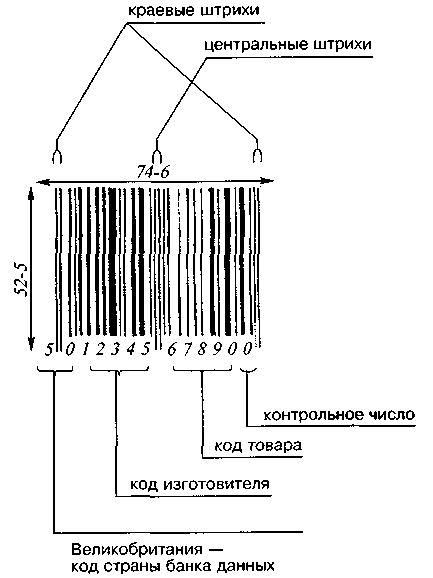 краевые штрихи
центральные штрихи
74-6
52-5
5 0 1 2 3 4 5 6 7 8 9 0 0
контрольное число
код товара
код изготовителя
Великобритания —
код страны банка данных